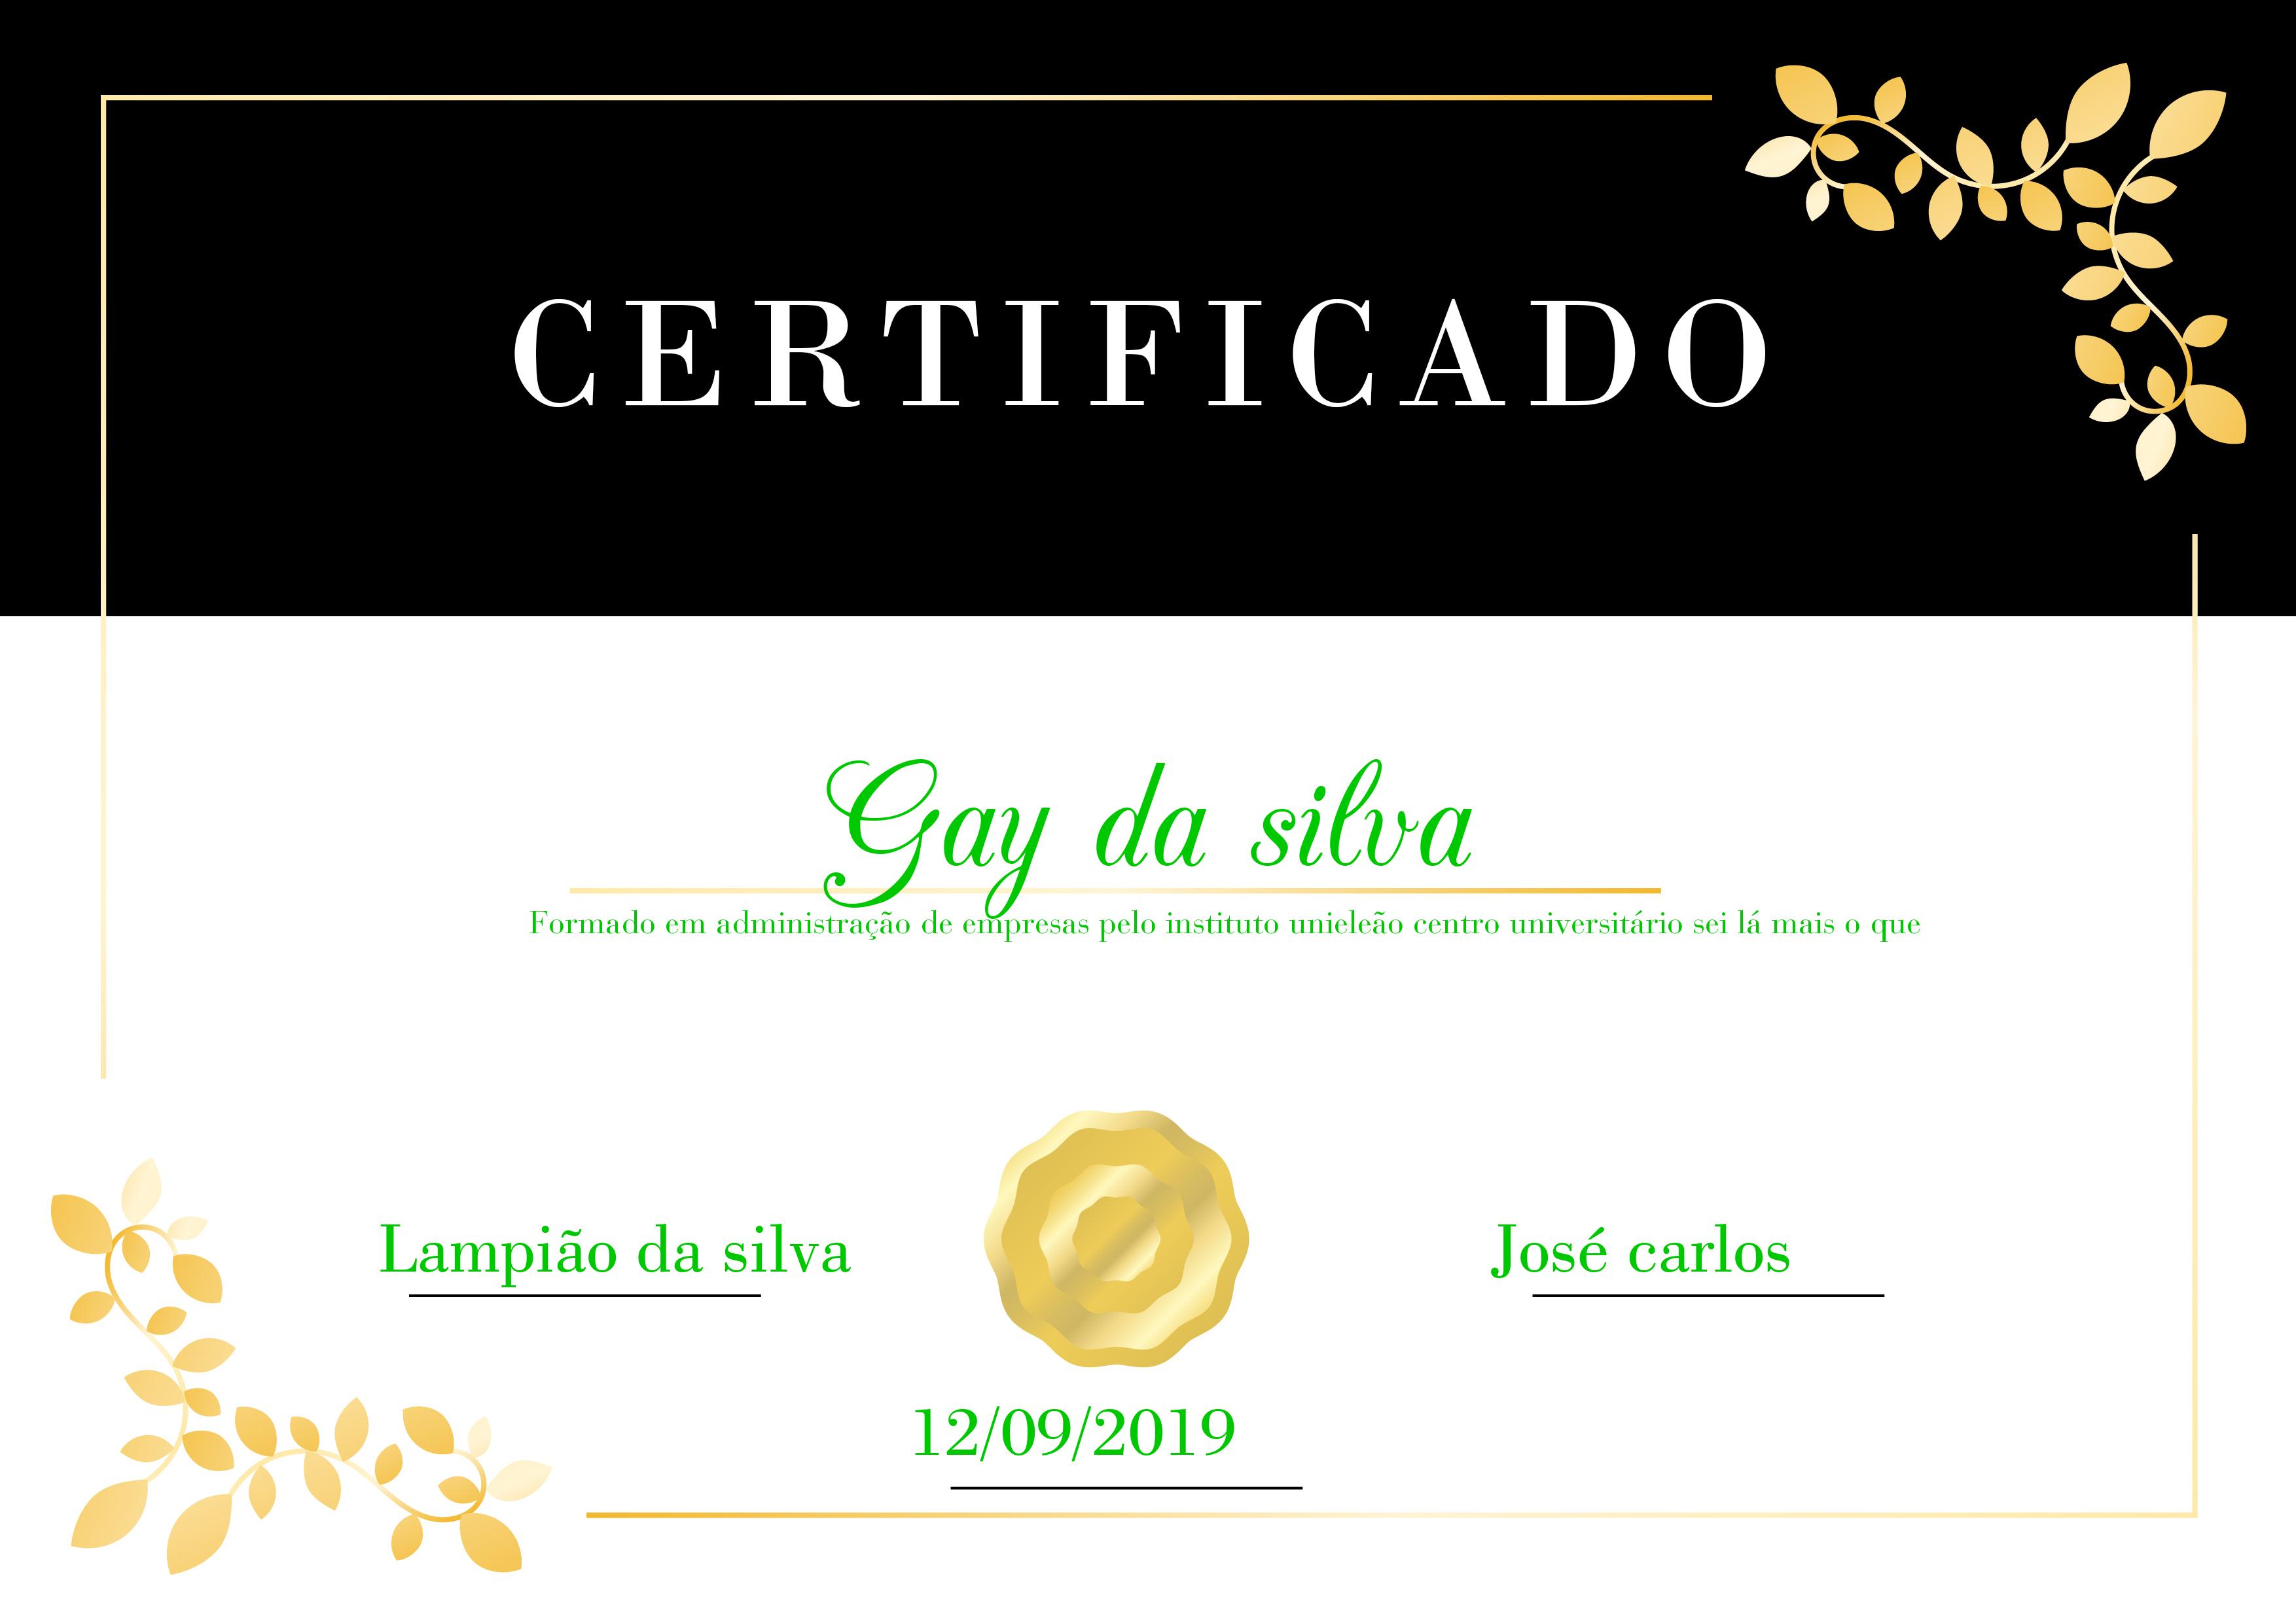 CERTIFICADO
Gay da silva
Formado em administração de empresas pelo instituto unieleão centro universitário sei lá mais o que
Lampião da silva
José carlos
12/09/2019